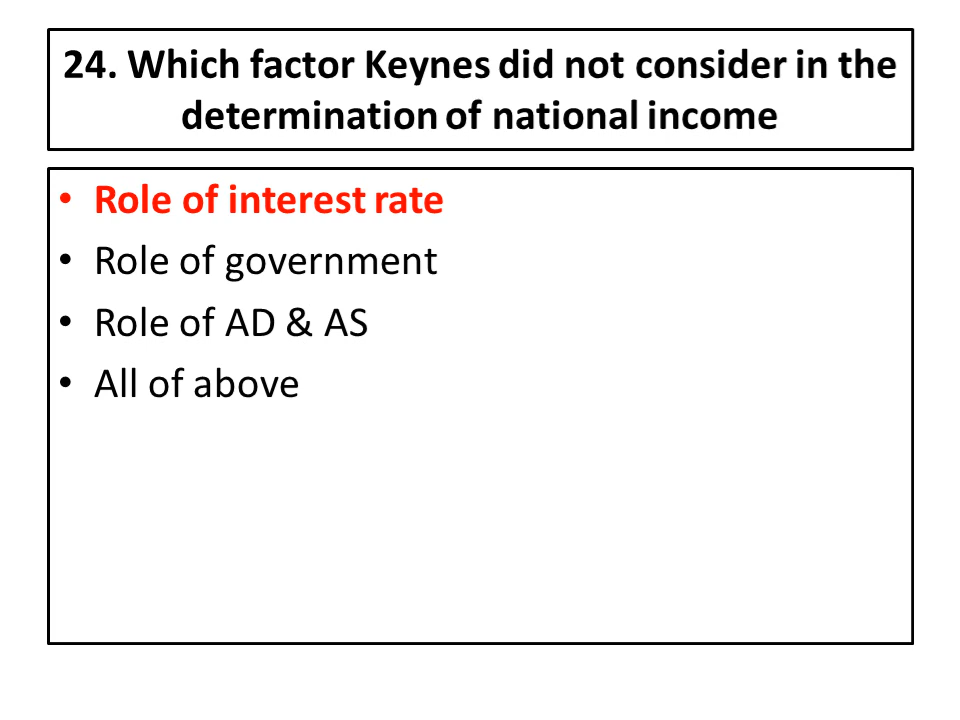 24. Which factor Keynes did not consider in the
determination of national income
• Role of interest rate
• Role of government
• Role of AD & AS
• All of above